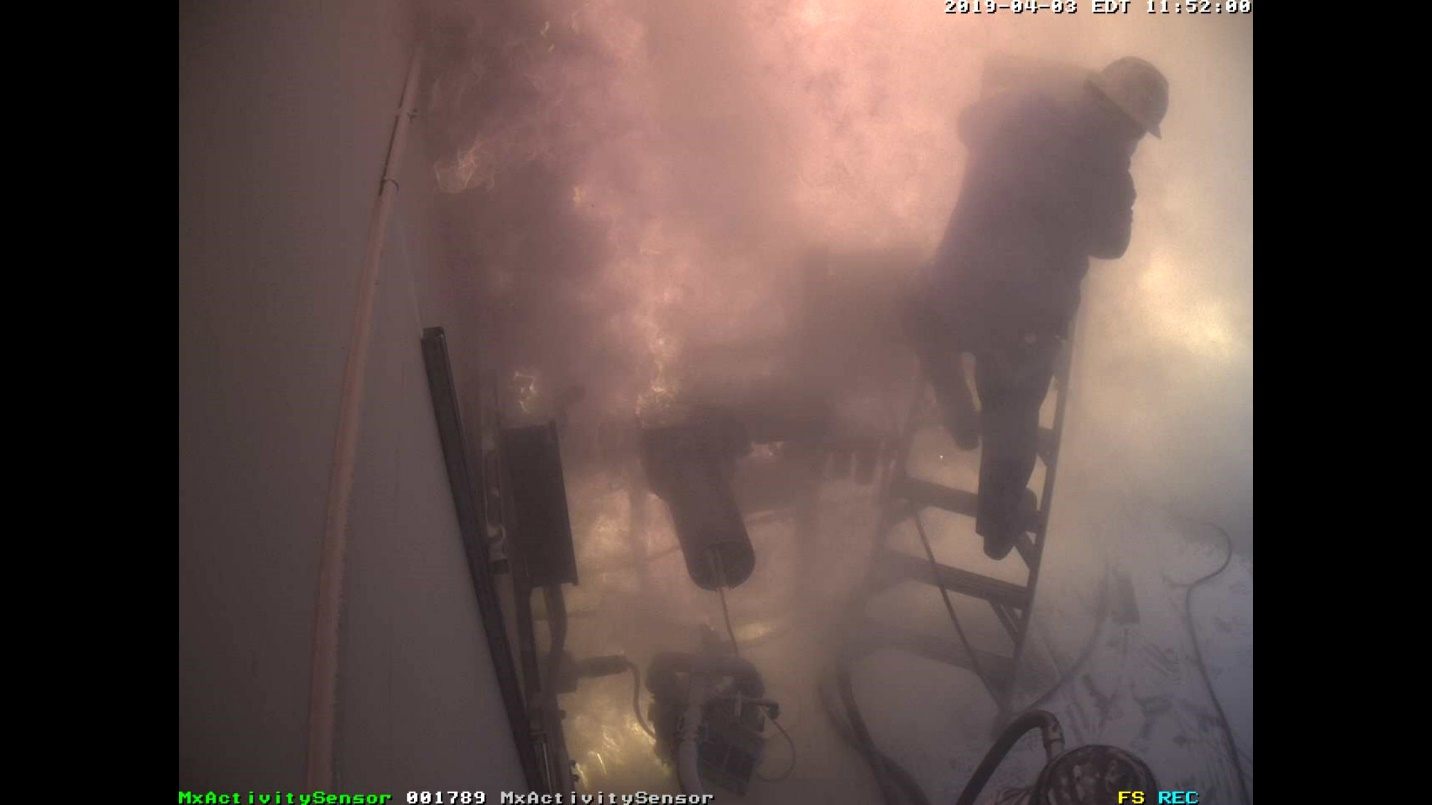 2019-04-03 EDT 11:52:00
MxActivitySensor 001789 MxActivitySensor FS REC